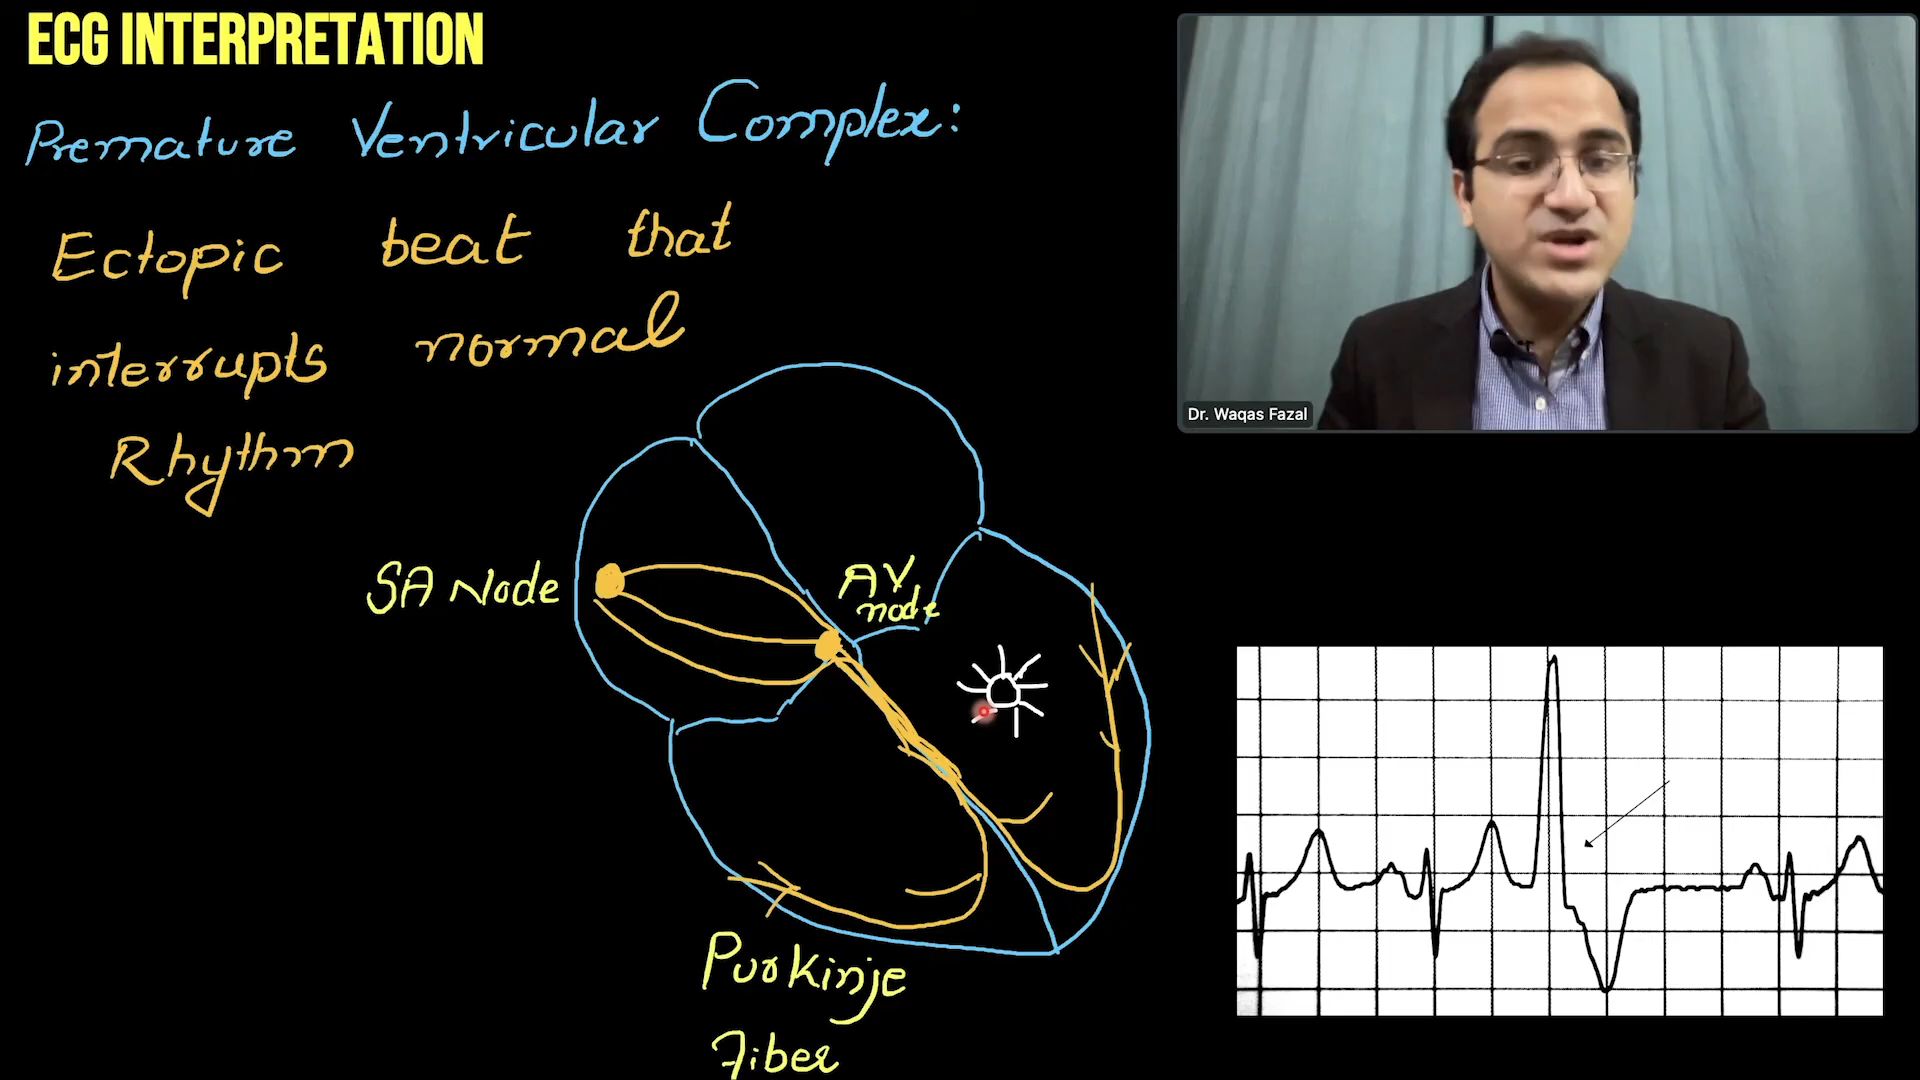 ECG INTERPRETATION
Premature Ventricular Complex:
Ectopic beat that
interrupts normal
Rhythm
SA Node
AV
node
Purkinje
Fiber
Dr. Waqas Fazal